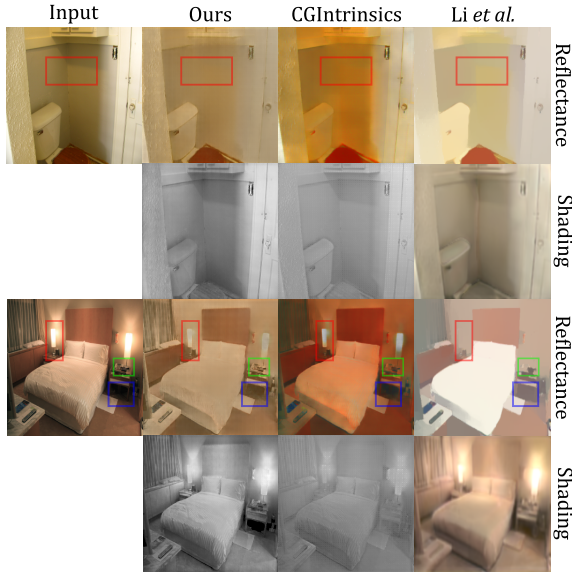 Input Ours CGIntrinsics Li et al.
Reflectance
Shading
Reflectance
Shading